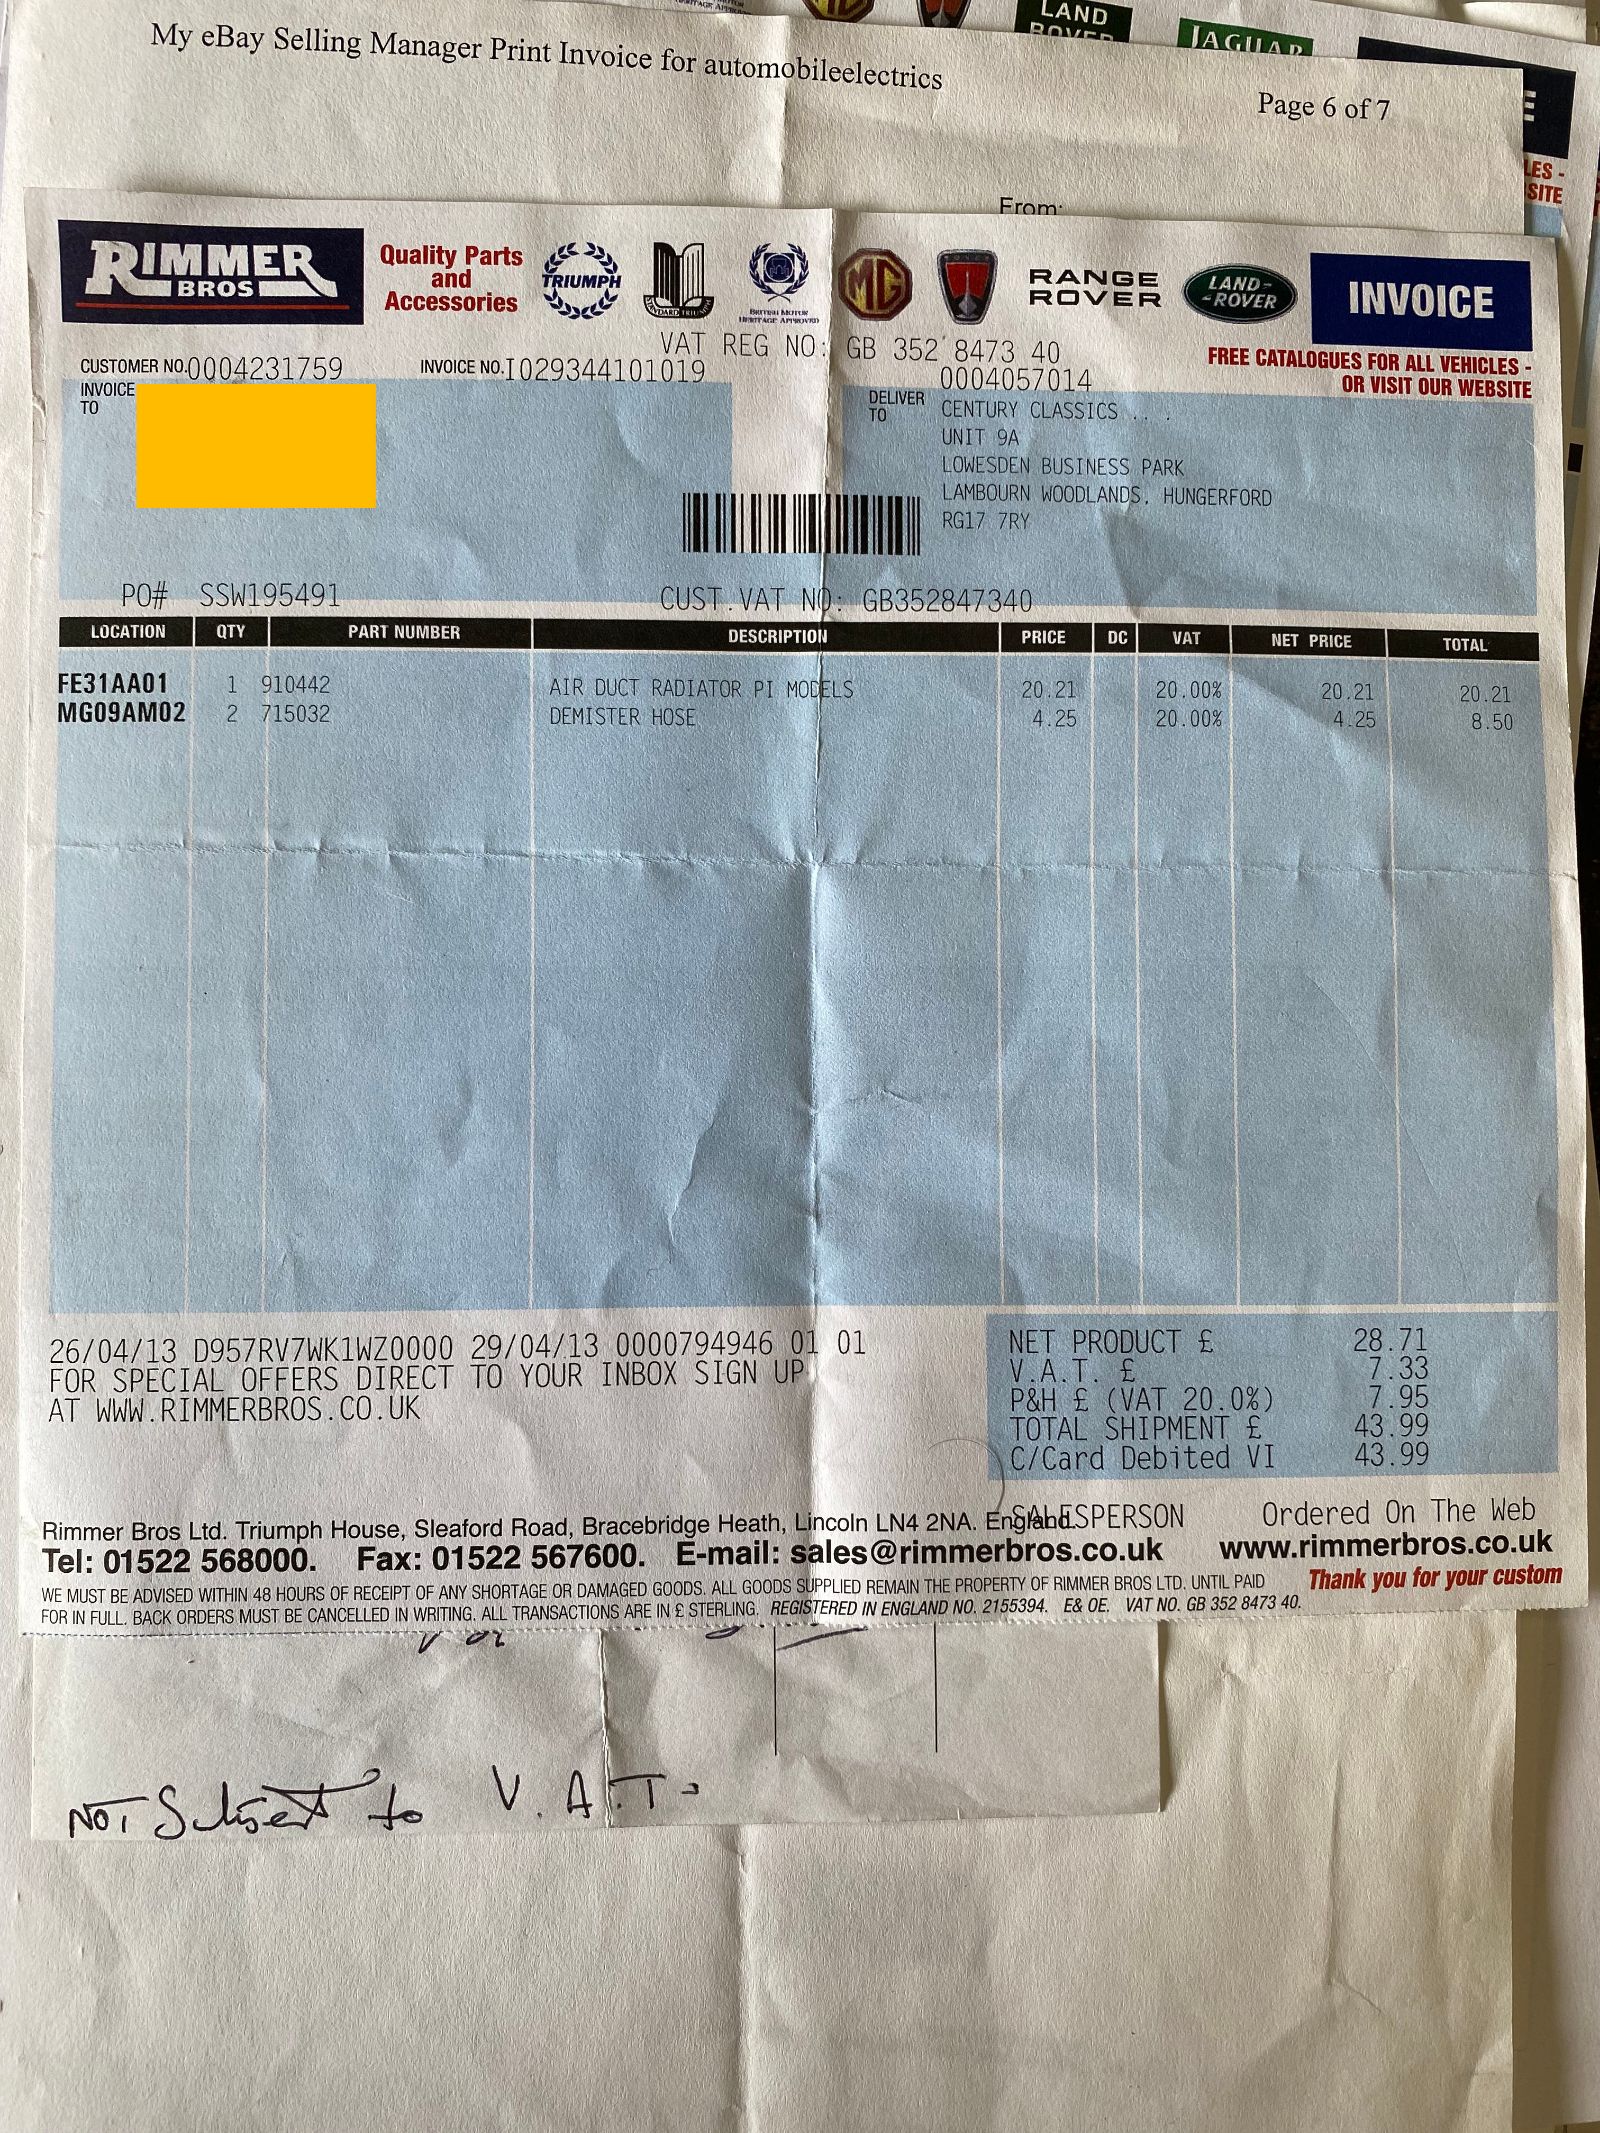 LAND
ROVER
JAGUAR
My eBay Selling Manager Print Invoice for automobileelectrics
Page 6 of 7
E
LES -
SITE
From:
RIMMER
BROS
Quality Parts
and
Accessories
TRIUMPH
STANDARD TRIUMPH
BRITISH MOTOR
HERITAGE APPROVED
MG
RANGE
ROVER
LAND-
-ROVER
INVOICE
VAT REG NO: GB 352 8473 40
FREE CATALOGUES FOR ALL VEHICLES -
OR VISIT OUR WEBSITE
CUSTOMER NO. 0004231759 INVOICE NO. I029344101019 0004057014
INVOICE
TO
DELIVER
TO
CENTURY CLASSICS .. .
UNIT 9A
LOWESDEN BUSINESS PARK
LAMBOURN WOODLANDS, HUNGERFORD
RG17 7RY
PO# SSW195491 CUST.VAT NO: GB352847340
LOCATION QTY PART NUMBER DESCRIPTION PRICE DC VAT NET PRICE TOTAL
FE31AA01 1 910442 AIR DUCT RADIATOR PI MODELS 20.21 20.00% 20.21 20.21
MG09AM02 2 715032 DEMISTER HOSE 4.25 20.00% 4.25 8.50
26/04/13 D957RV7WK1WZ0000 29/04/13 0000794946 01 01
FOR SPECIAL OFFERS DIRECT TO YOUR INBOX SIGN UP
AT WWW.RIMMERBROS.CO.UK
NET PRODUCT £ 28.71
V.A.T. £ 7.33
P&H £ (VAT 20.0%) 7.95
TOTAL SHIPMENT £ 43.99
C/Card Debited VI 43.99
SALESPERSON Ordered On The Web
Rimmer Bros Ltd. Triumph House, Sleaford Road, Bracebridge Heath, Lincoln LN4 2NA. England.
Tel: 01522 568000. Fax: 01522 567600. E-mail: sales@rimmerbros.co.uk www.rimmerbros.co.uk
WE MUST BE ADVISED WITHIN 48 HOURS OF RECEIPT OF ANY SHORTAGE OR DAMAGED GOODS. ALL GOODS SUPPLIED REMAIN THE PROPERTY OF RIMMER BROS LTD. UNTIL PAID
FOR IN FULL. BACK ORDERS MUST BE CANCELLED IN WRITING. ALL TRANSACTIONS ARE IN £ STERLING. REGISTERED IN ENGLAND NO. 2155394. E& OE. VAT NO. GB 352 8473 40.
Thank you for your custom
NOT Subject to V.A.T.